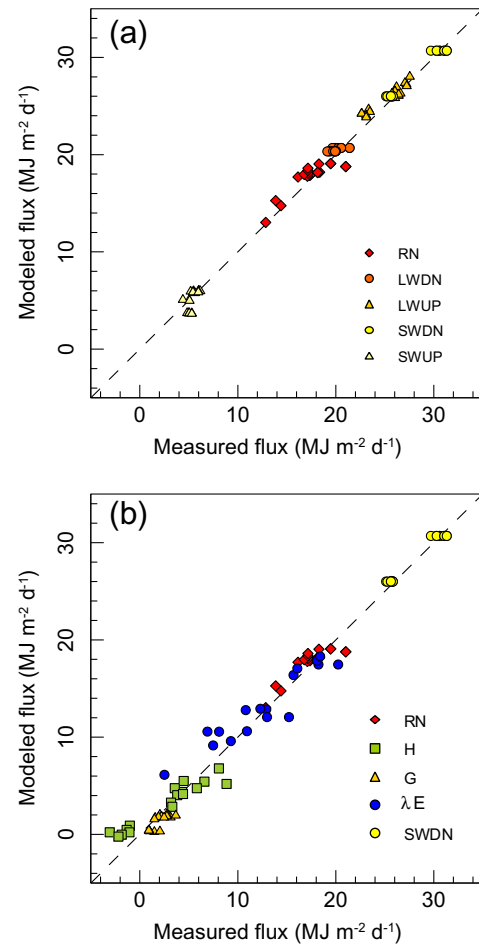 (a)
Modeled flux (MJ m⁻² d⁻¹)
30
20
10
0
RN
LWDN
LWUP
SWDN
SWUP
0 10 20 30
Measured flux (MJ m⁻² d⁻¹)
(b)
Modeled flux (MJ m⁻² d⁻¹)
30
20
10
0
RN
H
G
λE
SWDN
0 10 20 30
Measured flux (MJ m⁻² d⁻¹)